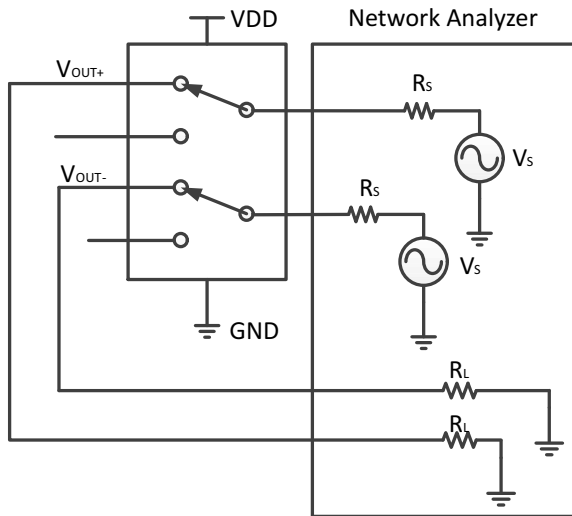 Network Analyzer
VDD
VOUT+
RS
VS
VOUT-
RS
VS
GND
RL
RL